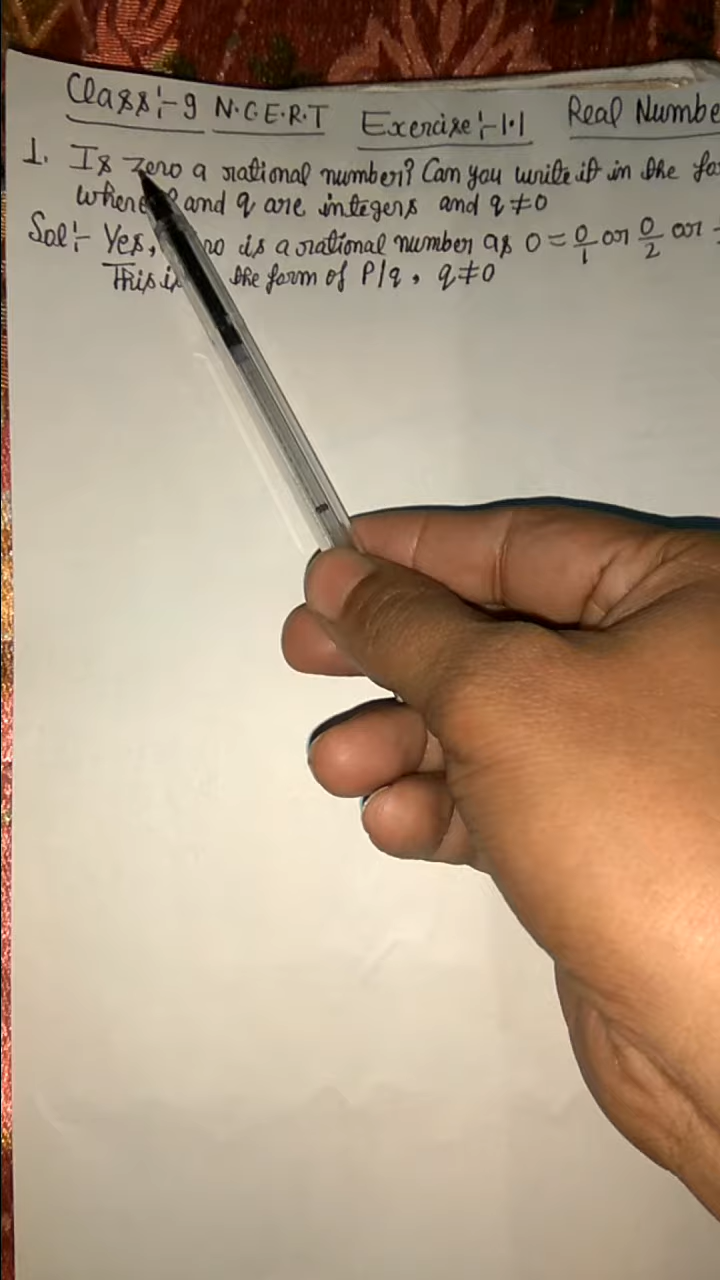 Class:- 9 N.C.E.R.T Exercise:- 1.1 Real Numbe
1. Is zero a rational number? Can you write it in the fo
where and q are integers and q ≠ 0
Sol:- Yes, ro is a rational number as 0 = 0/1 or 0/2 or
This i the form of P/q, q ≠ 0